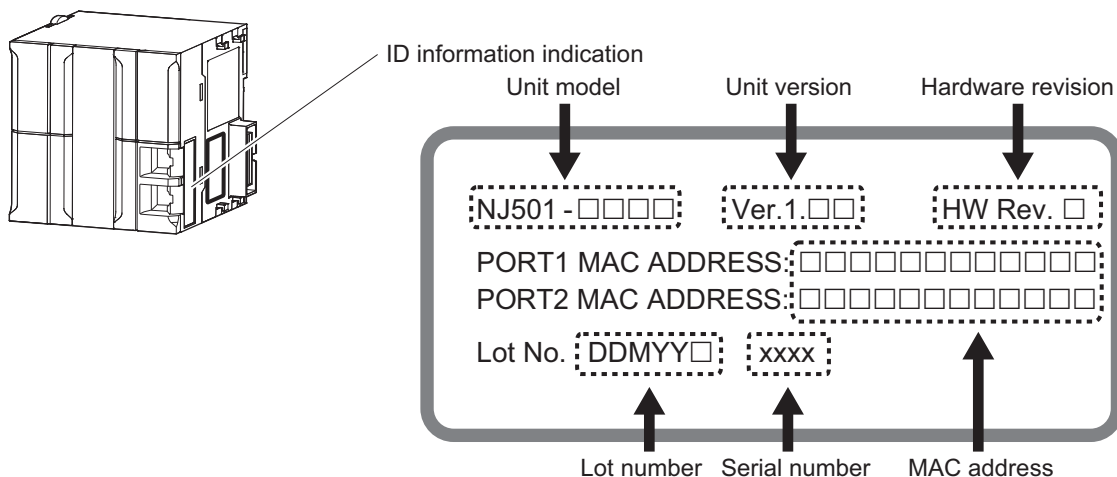 ID information indication
Unit model Unit version Hardware revision
NJ501-□□□□ Ver.1.□□ HW Rev. □
PORT1 MAC ADDRESS: □□□□□□□□□□□□
PORT2 MAC ADDRESS: □□□□□□□□□□□□
Lot No. DDMYY□ xxxx
Lot number Serial number MAC address